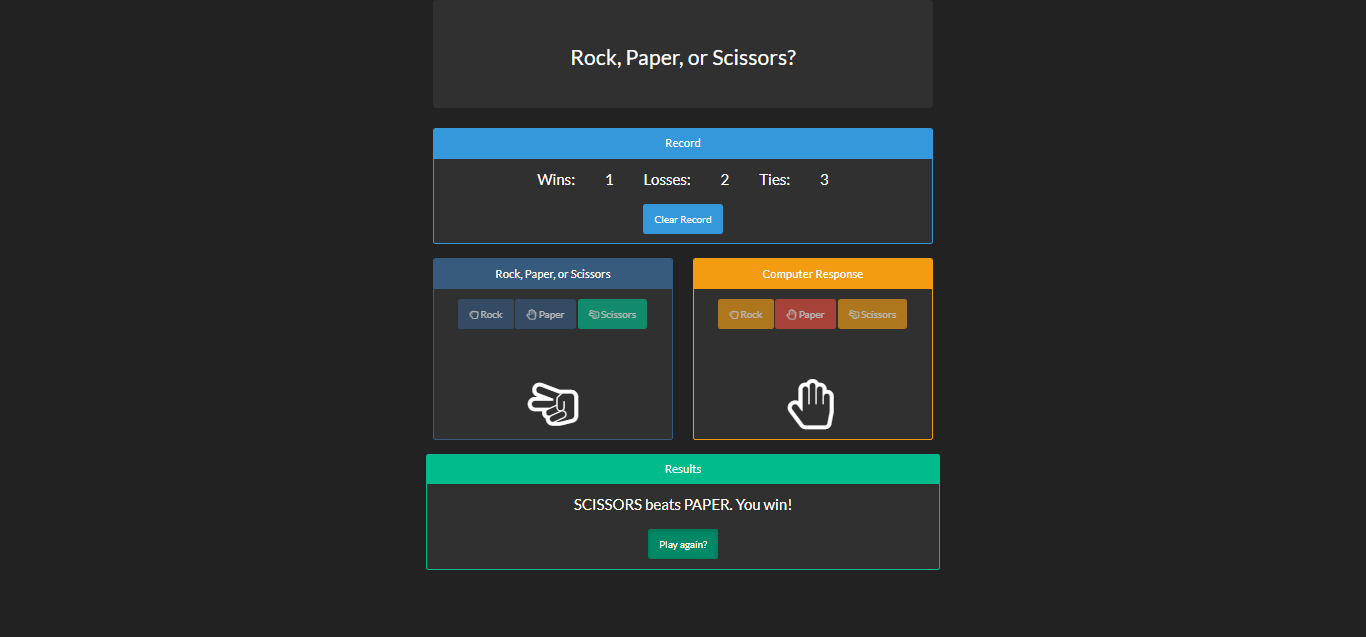 Rock, Paper, or Scissors?
Record
Wins: 1 Losses: 2 Ties: 3
Clear Record
Rock, Paper, or Scissors
Rock Paper Scissors
Computer Response
Rock Paper Scissors
Results
SCISSORS beats PAPER. You win!
Play again?